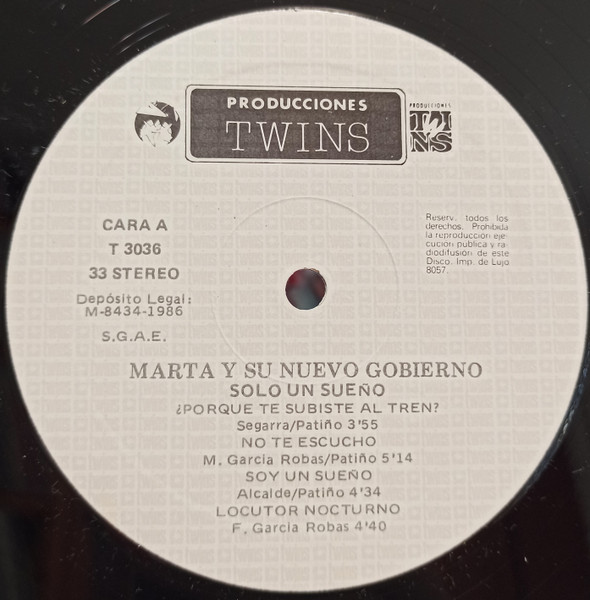 PRODUCCIONES
TWINS
PRODUCCIONES
TWI
NS
CARA A
T 3036
33 STEREO
Depósito Legal:
M-8434-1986
S.G.A.E.
Reserv. todos los
derechos. Prohibida
la reproducción eje-
cución pública y ra-
diodifusión de este
Disco. Imp. de Lujo
8057.
MARTA Y SU NUEVO GOBIERNO
SOLO UN SUEÑO
¿PORQUE TE SUBISTE AL TREN?
Segarra/Patiño 3'55
NO TE ESCUCHO
M. Garcia Robas/Patiño 5'14
SOY UN SUEÑO
Alcalde/Patiño 4'34
LOCUTOR NOCTURNO
F. Garcia Robas 4'40